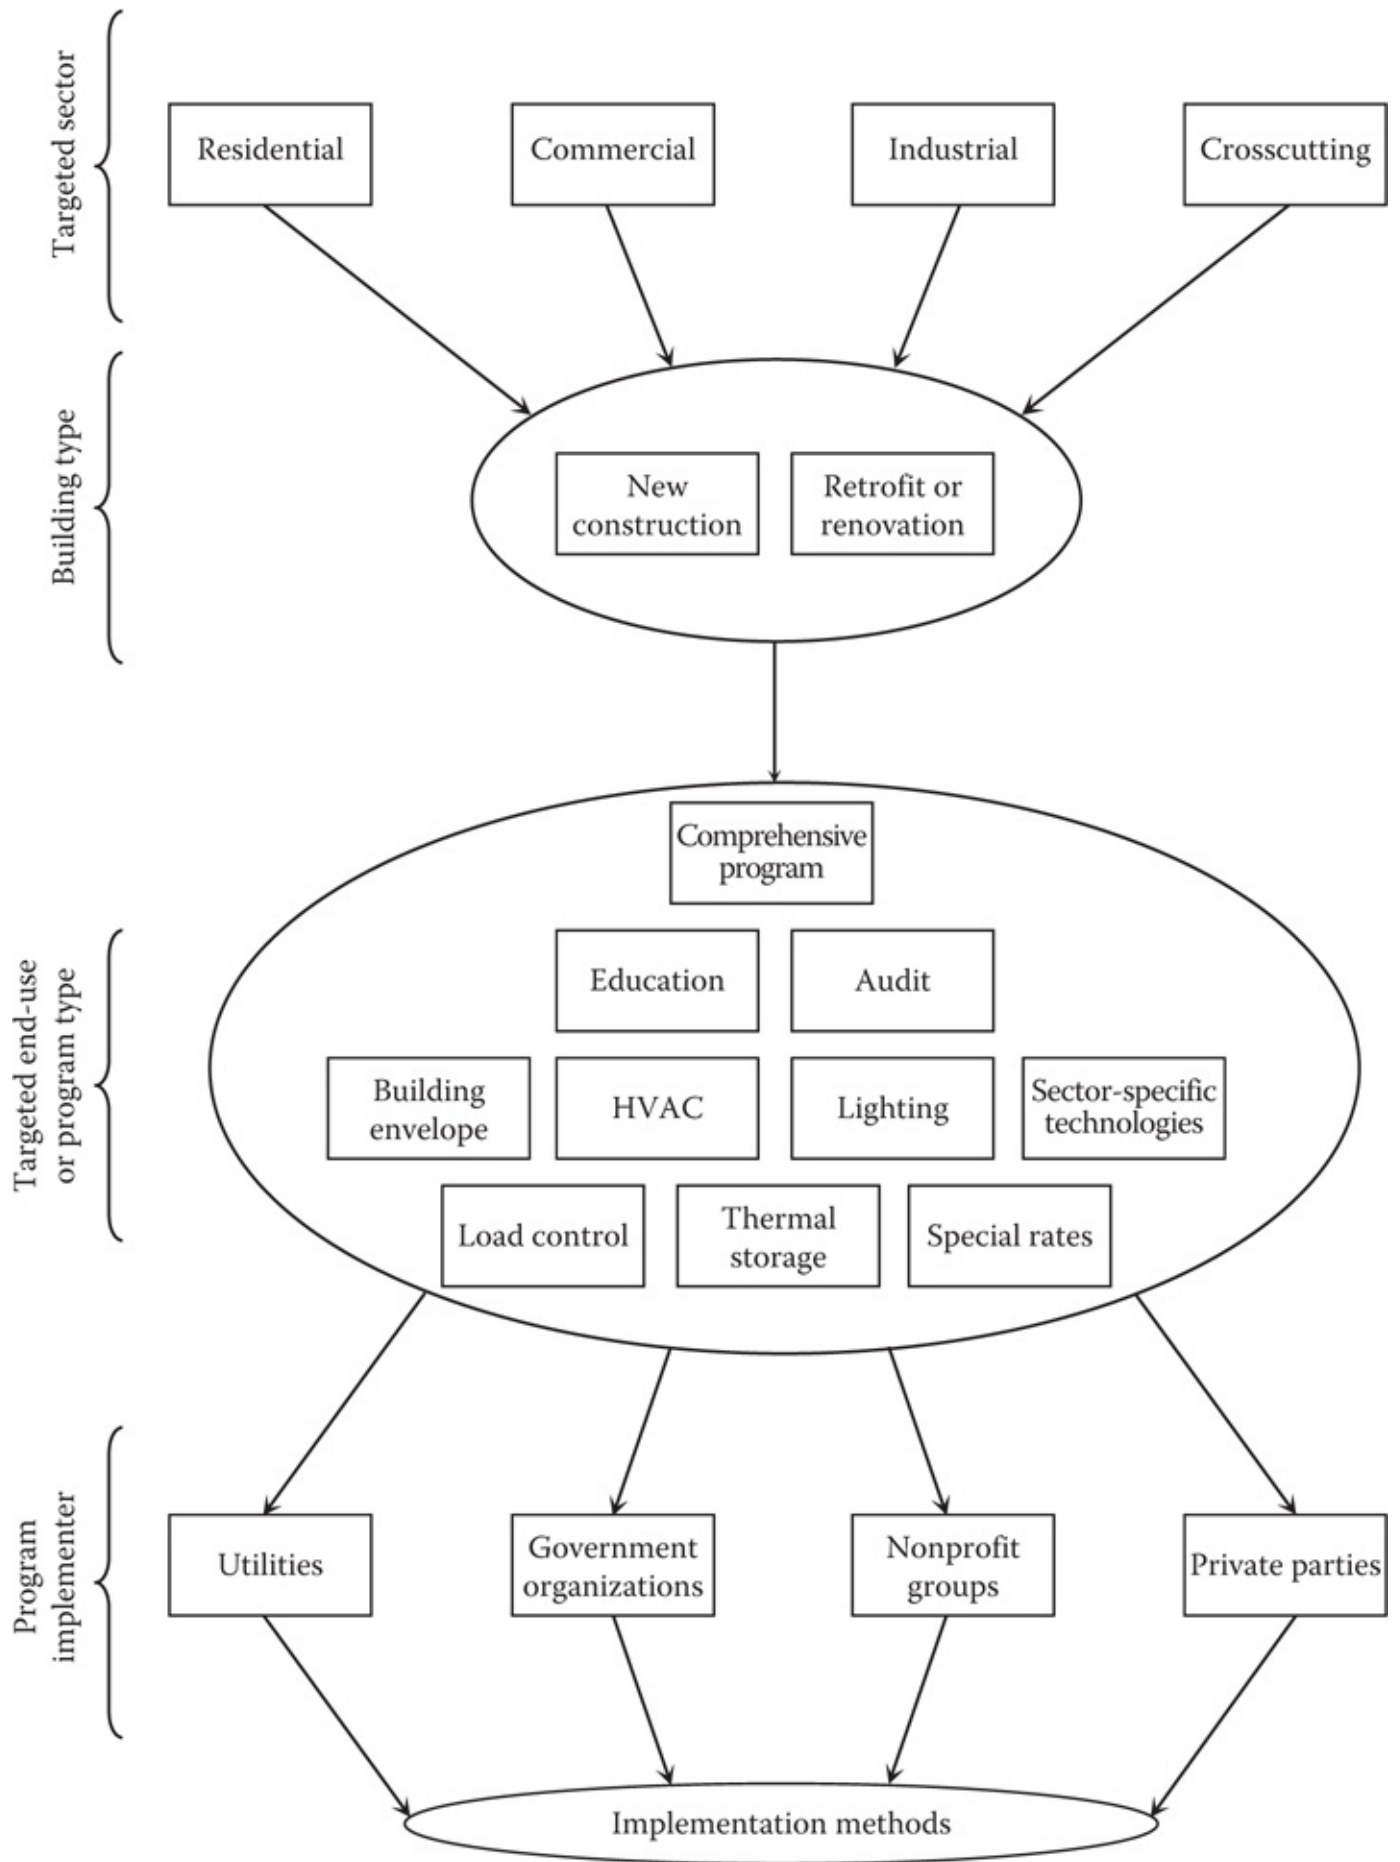 Targeted sector
Residential
Commercial
Industrial
Crosscutting
Building type
New
construction
Retrofit or
renovation
Targeted end-use
or program type
Comprehensive
program
Education
Audit
Building
envelope
HVAC
Lighting
Sector-specific
technologies
Load control
Thermal
storage
Special rates
Program
implementer
Utilities
Government
organizations
Nonprofit
groups
Private parties
Implementation methods